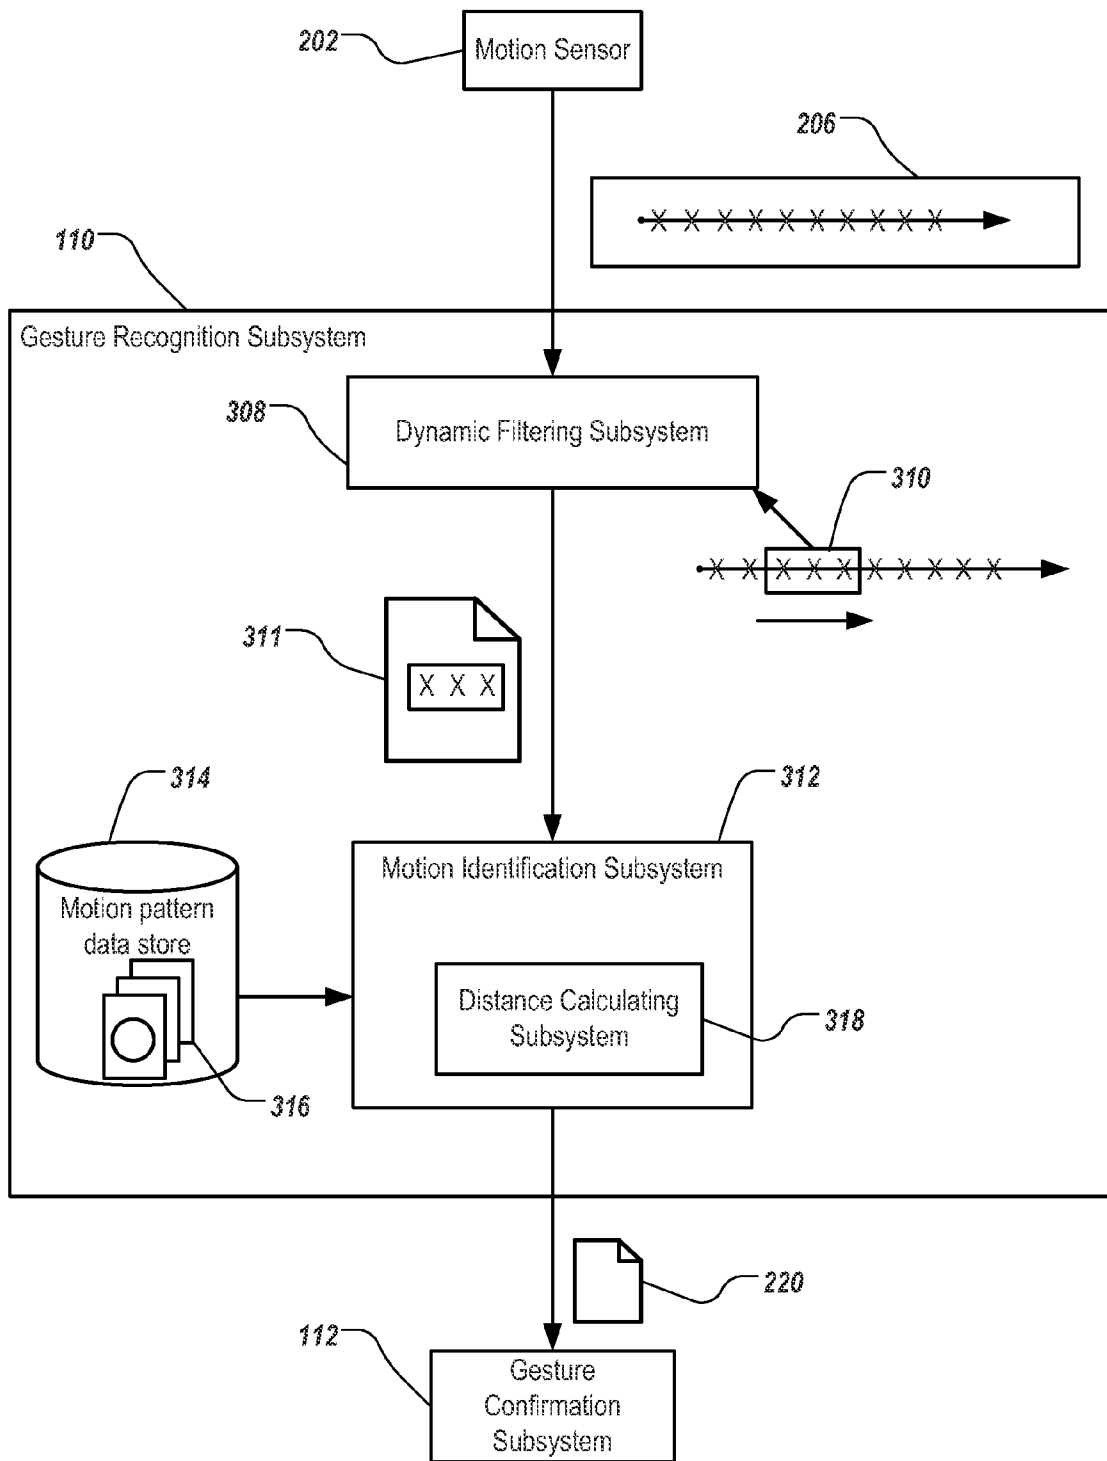 202
Motion Sensor
206
X X X X X X X X X X
110
Gesture Recognition Subsystem
308
Dynamic Filtering Subsystem
310
X X X X X X X X X X
311
X X X
314
312
Motion Identification Subsystem
Motion pattern
data store
Distance Calculating
Subsystem
318
316
220
112
Gesture
Confirmation
Subsystem